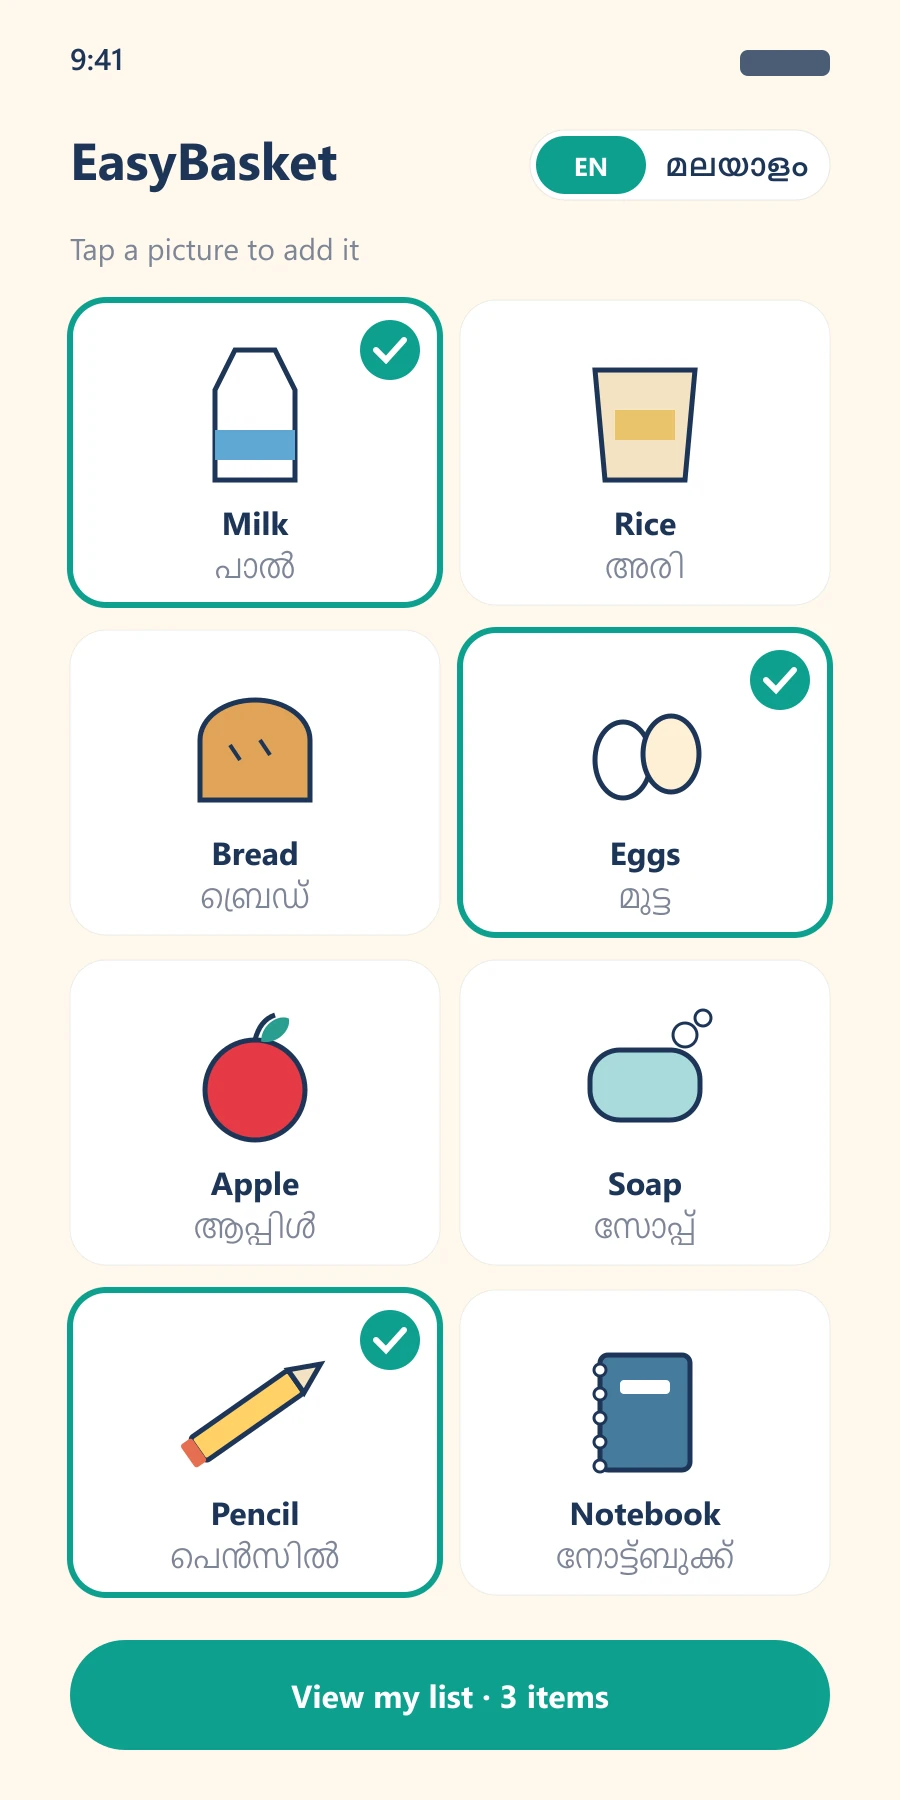 9:41
EasyBasket
EN മലയാളം
Tap a picture to add it
Milk
പാൽ
Rice
അരി
Bread
ബ്രെഡ്
Eggs
മുട്ട
Apple
ആപ്പിൾ
Soap
സോപ്പ്
Pencil
പെൻസിൽ
Notebook
നോട്ട്ബുക്ക്
View my list · 3 items